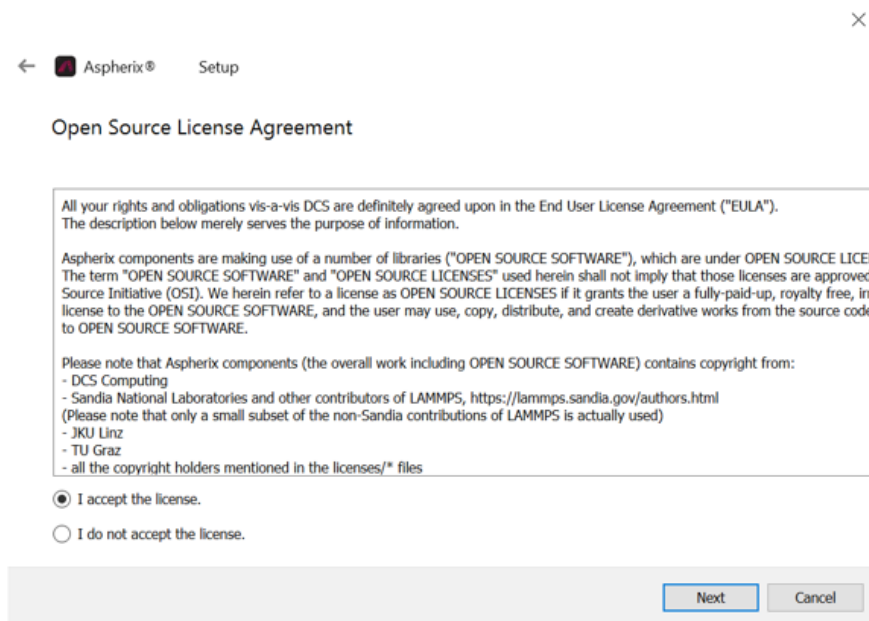 Aspherix® Setup
Open Source License Agreement
All your rights and obligations vis-a-vis DCS are definitely agreed upon in the End User License Agreement ("EULA").
The description below merely serves the purpose of information.
Aspherix components are making use of a number of libraries ("OPEN SOURCE SOFTWARE"), which are under OPEN SOURCE
The term "OPEN SOURCE SOFTWARE" and "OPEN SOURCE LICENSES" used herein shall not imply that those licenses are approved
Source Initiative (OSI). We herein refer to a license as OPEN SOURCE LICENSES if it grants the user a fully-paid-up, royalty free,
license to the OPEN SOURCE SOFTWARE, and the user may use, copy, distribute, and create derivative works from the source code
to OPEN SOURCE SOFTWARE.
Please note that Aspherix components (the overall work including OPEN SOURCE SOFTWARE) contains copyright from:
- DCS Computing
- Sandia National Laboratories and other contributors of LAMMPS, https://lammps.sandia.gov/authors.html
(Please note that only a small subset of the non-Sandia contributions of LAMMPS is actually used)
- JKU Linz
- TU Graz
- all the copyright holders mentioned in the licenses/* files
I accept the license.
I do not accept the license.
Next Cancel